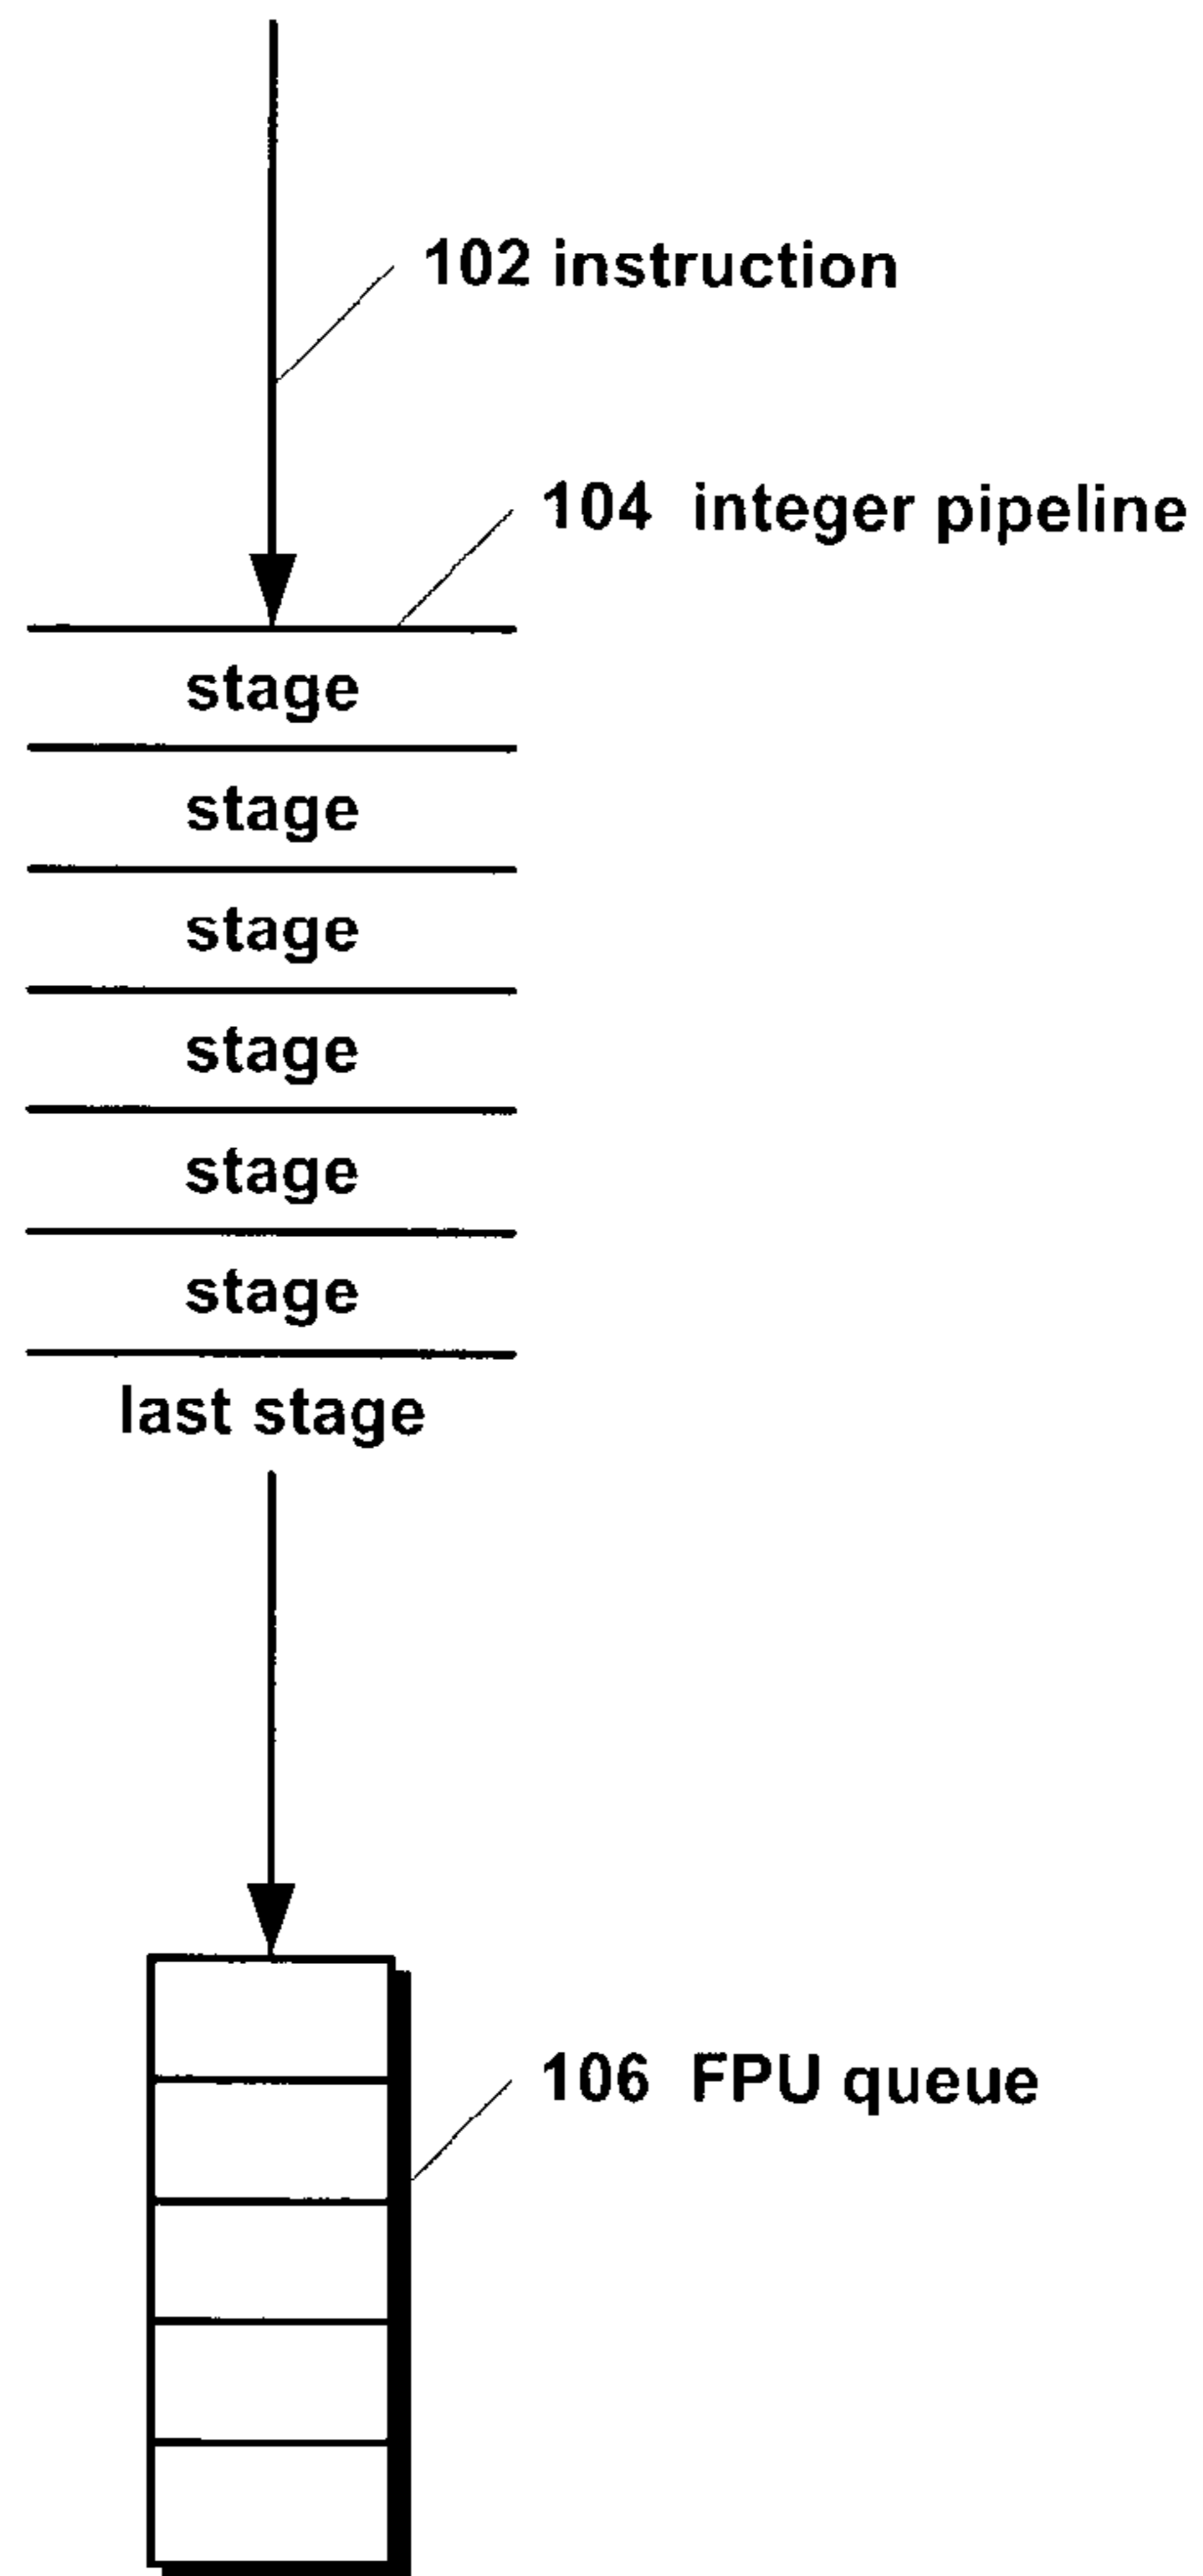 102 instruction
104 integer pipeline
stage
stage
stage
stage
stage
stage
last stage
106 FPU queue